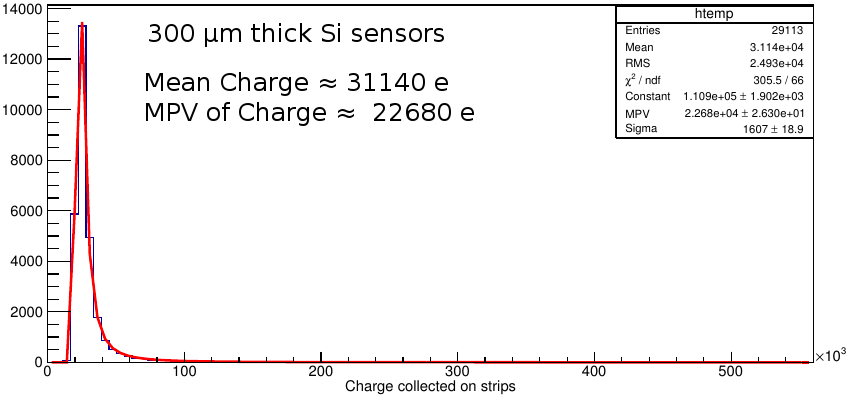 300 µm thick Si sensors
Mean Charge ≈ 31140 e
MPV of Charge ≈ 22680 e
htemp
Entries 29113
Mean 3.114e+04
RMS 2.493e+04
χ² / ndf 305.5 / 66
Constant 1.109e+05 ± 1.902e+03
MPV 2.268e+04 ± 2.630e+01
Sigma 1607 ± 18.9
14000
12000
10000
8000
6000
4000
2000
0
0 100 200 300 400 500 ×10³
Charge collected on strips